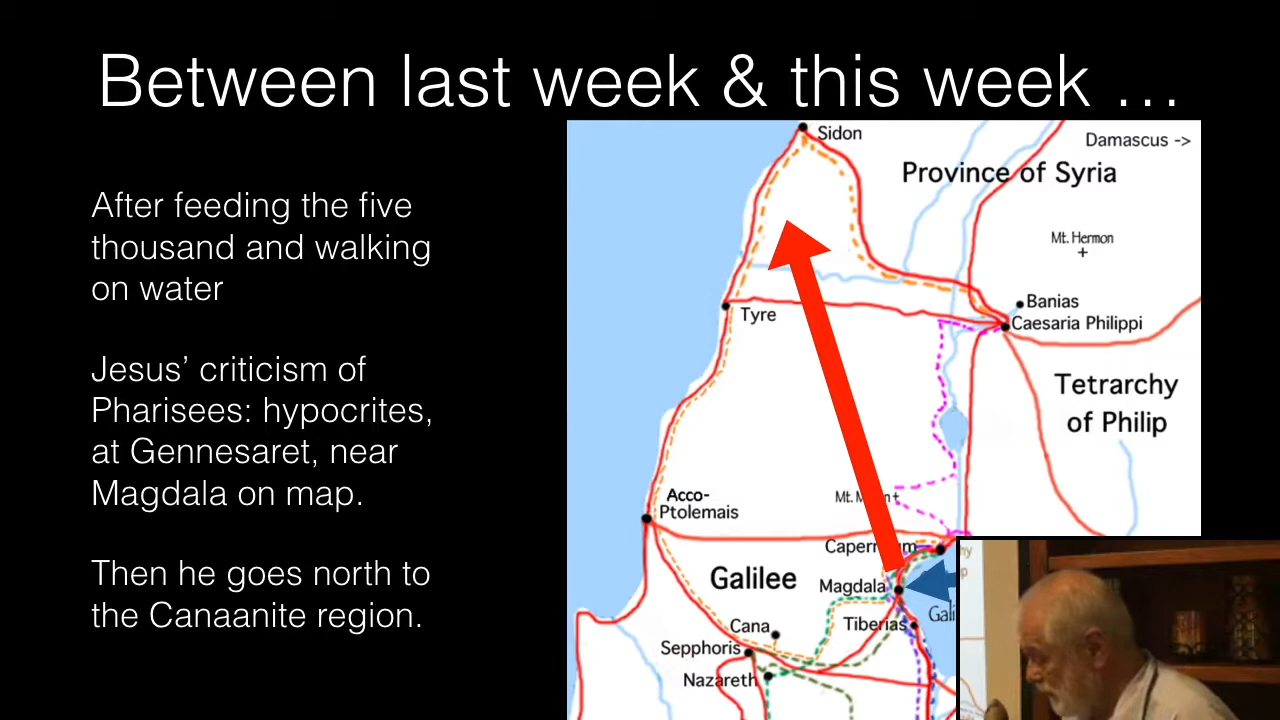 Between last week & this week …
After feeding the five
thousand and walking
on water
Jesus’ criticism of
Pharisees: hypocrites,
at Gennesaret, near
Magdala on map.
Then he goes north to
the Canaanite region.
Sidon
Damascus ->
Province of Syria
Mt. Hermon
Banias
Caesaria Philippi
Tyre
Tetrarchy
of Philip
Acco-
Ptolemais
Mt.
Galilee
Magdala
Cana
Tiberias
Sepphoris
Nazareth